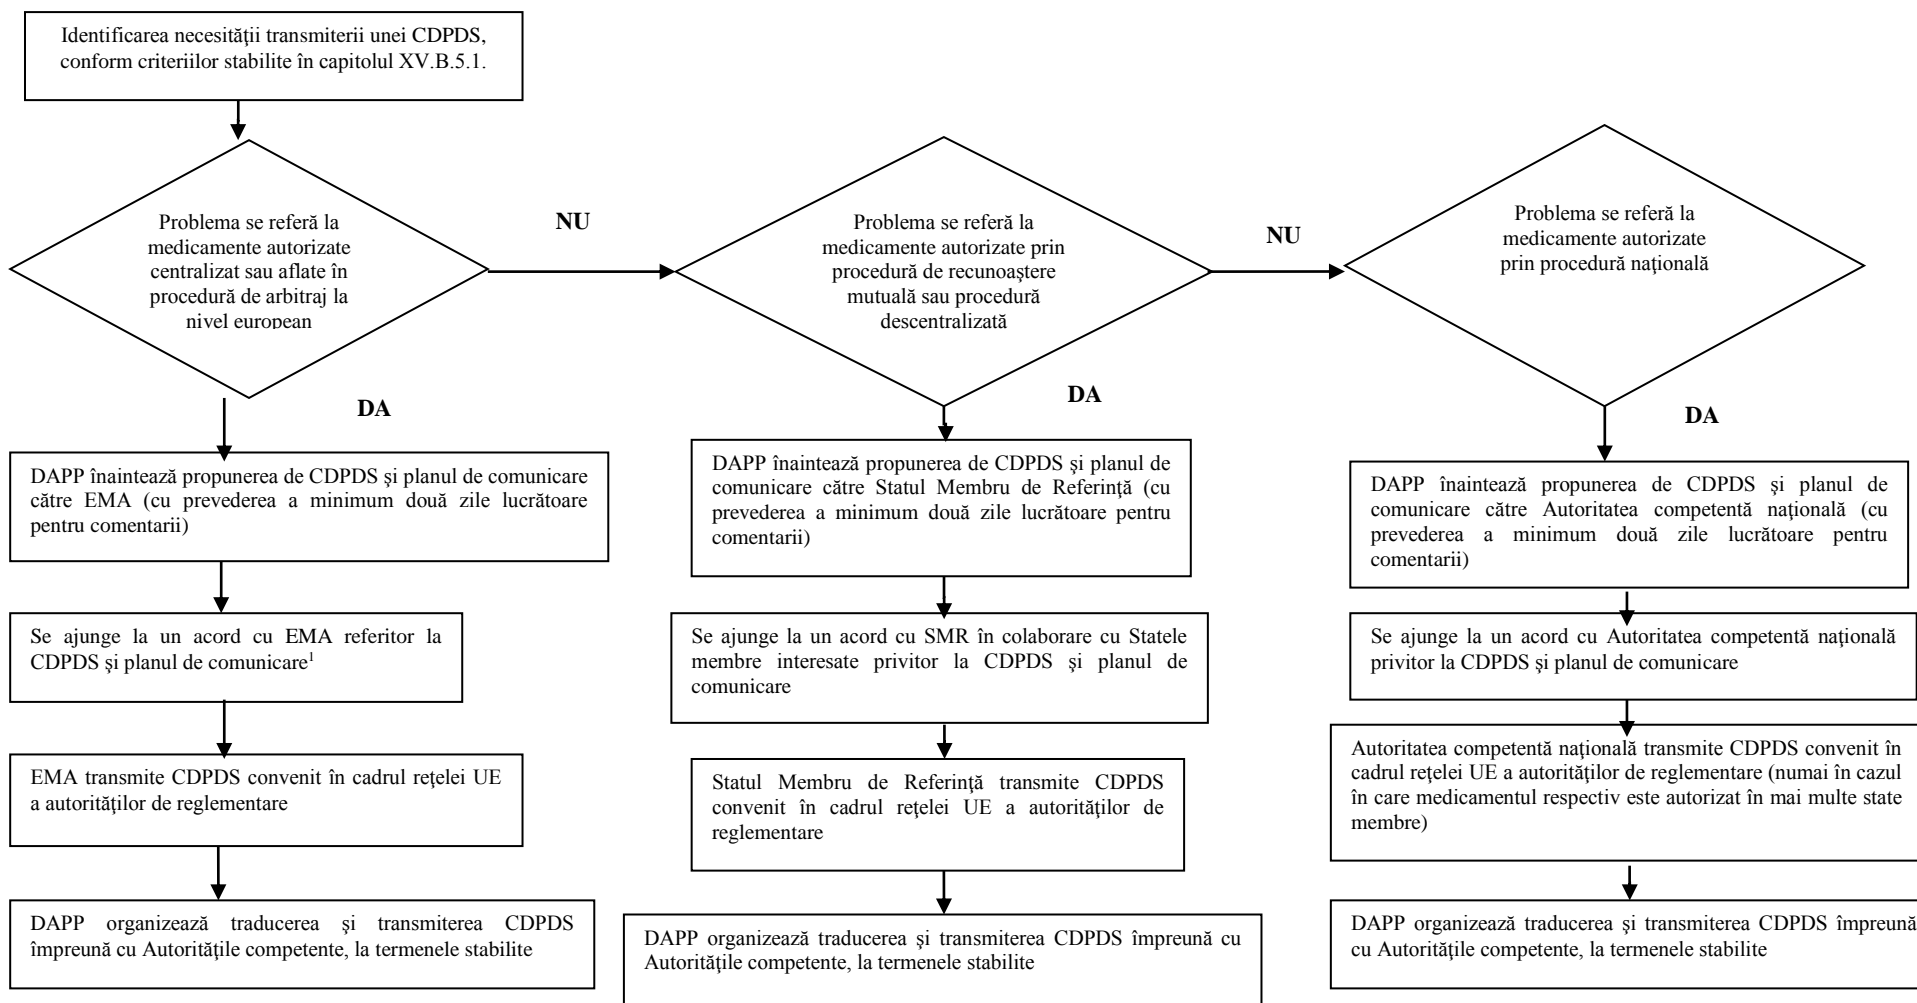 Identificarea necesităţii transmiterii unei CDPDS,
conform criteriilor stabilite în capitolul XV.B.5.1.
Problema se referă la
medicamente autorizate
centralizat sau aflate în
procedură de arbitraj la
nivel european
NU
Problema se referă la
medicamente autorizate prin
procedură de recunoaştere
mutuală sau procedură
descentralizată
NU
Problema se referă la
medicamente autorizate
prin procedură naţională
DA
DA
DA
DAPP înaintează propunerea de CDPDS şi planul de comunicare
către EMA (cu prevederea a minimum două zile lucrătoare
pentru comentarii)
Se ajunge la un acord cu EMA referitor la
CDPDS şi planul de comunicare¹
EMA transmite CDPDS convenit în cadrul reţelei UE
a autorităţilor de reglementare
DAPP organizează traducerea şi transmiterea CDPDS
împreună cu Autorităţile competente, la termenele stabilite
DAPP înaintează propunerea de CDPDS şi planul de
comunicare către Statul Membru de Referinţă (cu
prevederea a minimum două zile lucrătoare pentru
comentarii)
Se ajunge la un acord cu SMR în colaborare cu Statele
membre interesate privitor la CDPDS şi planul de
comunicare
Statul Membru de Referinţă transmite CDPDS
convenit în cadrul reţelei UE a autorităţilor de
reglementare
DAPP organizează traducerea şi transmiterea CDPDS împreună cu
Autorităţile competente, la termenele stabilite
DAPP înaintează propunerea de CDPDS şi planul de
comunicare către Autoritatea competentă naţională (cu
prevederea a minimum două zile lucrătoare pentru
comentarii)
Se ajunge la un acord cu Autoritatea competentă naţională
privitor la CDPDS şi planul de comunicare
Autoritatea competentă naţională transmite CDPDS convenit în
cadrul reţelei UE a autorităţilor de reglementare (numai în cazul
în care medicamentul respectiv este autorizat în mai multe state
membre)
DAPP organizează traducerea şi transmiterea CDPDS împreună
cu Autorităţile competente, la termenele stabilite